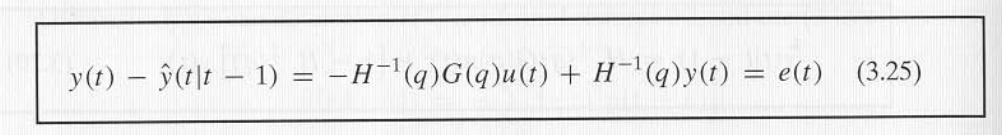 y(t) − ŷ(t|t − 1) = −H⁻¹(q)G(q)u(t) + H⁻¹(q)y(t) = e(t) (3.25)